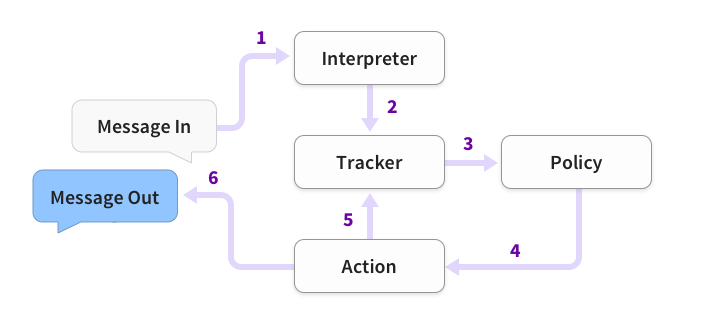 1
Interpreter
2
Message In
3
Tracker
Policy
6
Message Out
5
4
Action